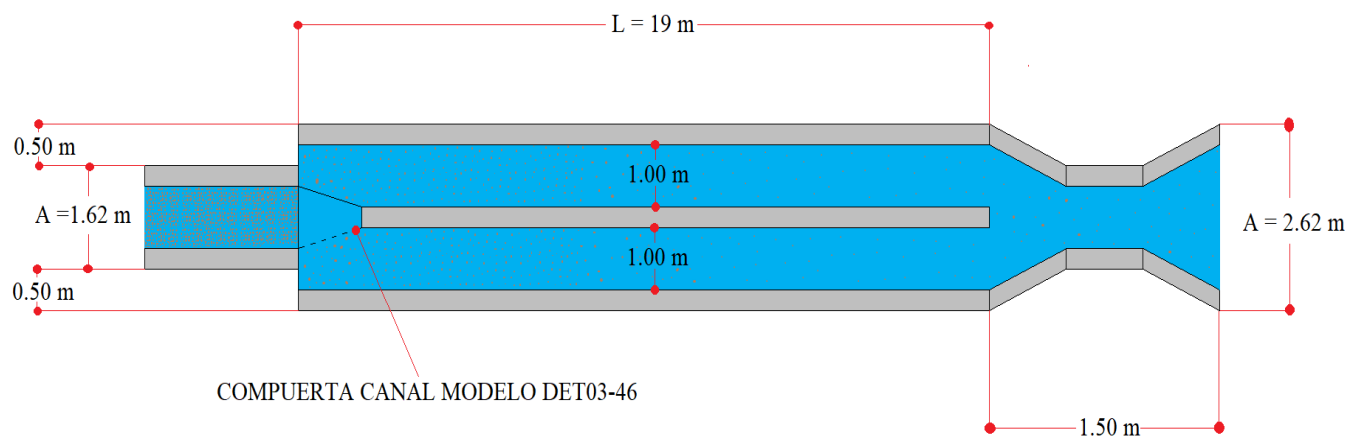 L = 19 m
0.50 m
1.00 m
A =1.62 m
A = 2.62 m
1.00 m
0.50 m
COMPUERTA CANAL MODELO DET03-46
1.50 m